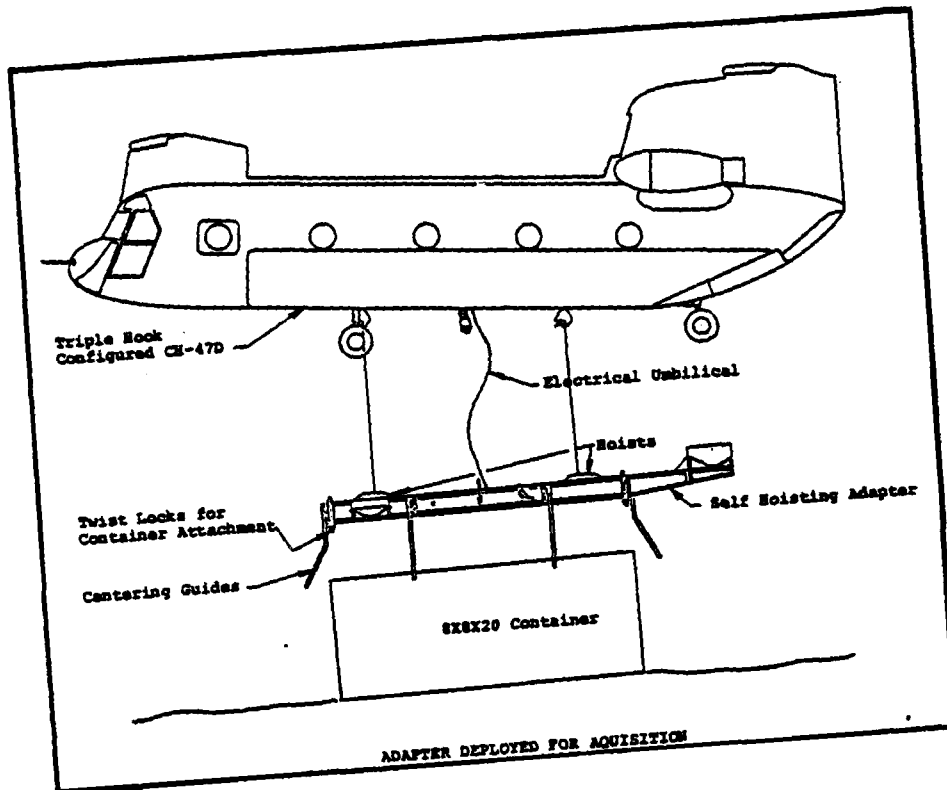 Triple Hook
Configured CH-47D
Electrical Umbilical
Hoists
Self Hoisting Adapter
Twist Locks for
Container Attachment
Centering Guides
8X8X20 Container
ADAPTER DEPLOYED FOR AQUISITION